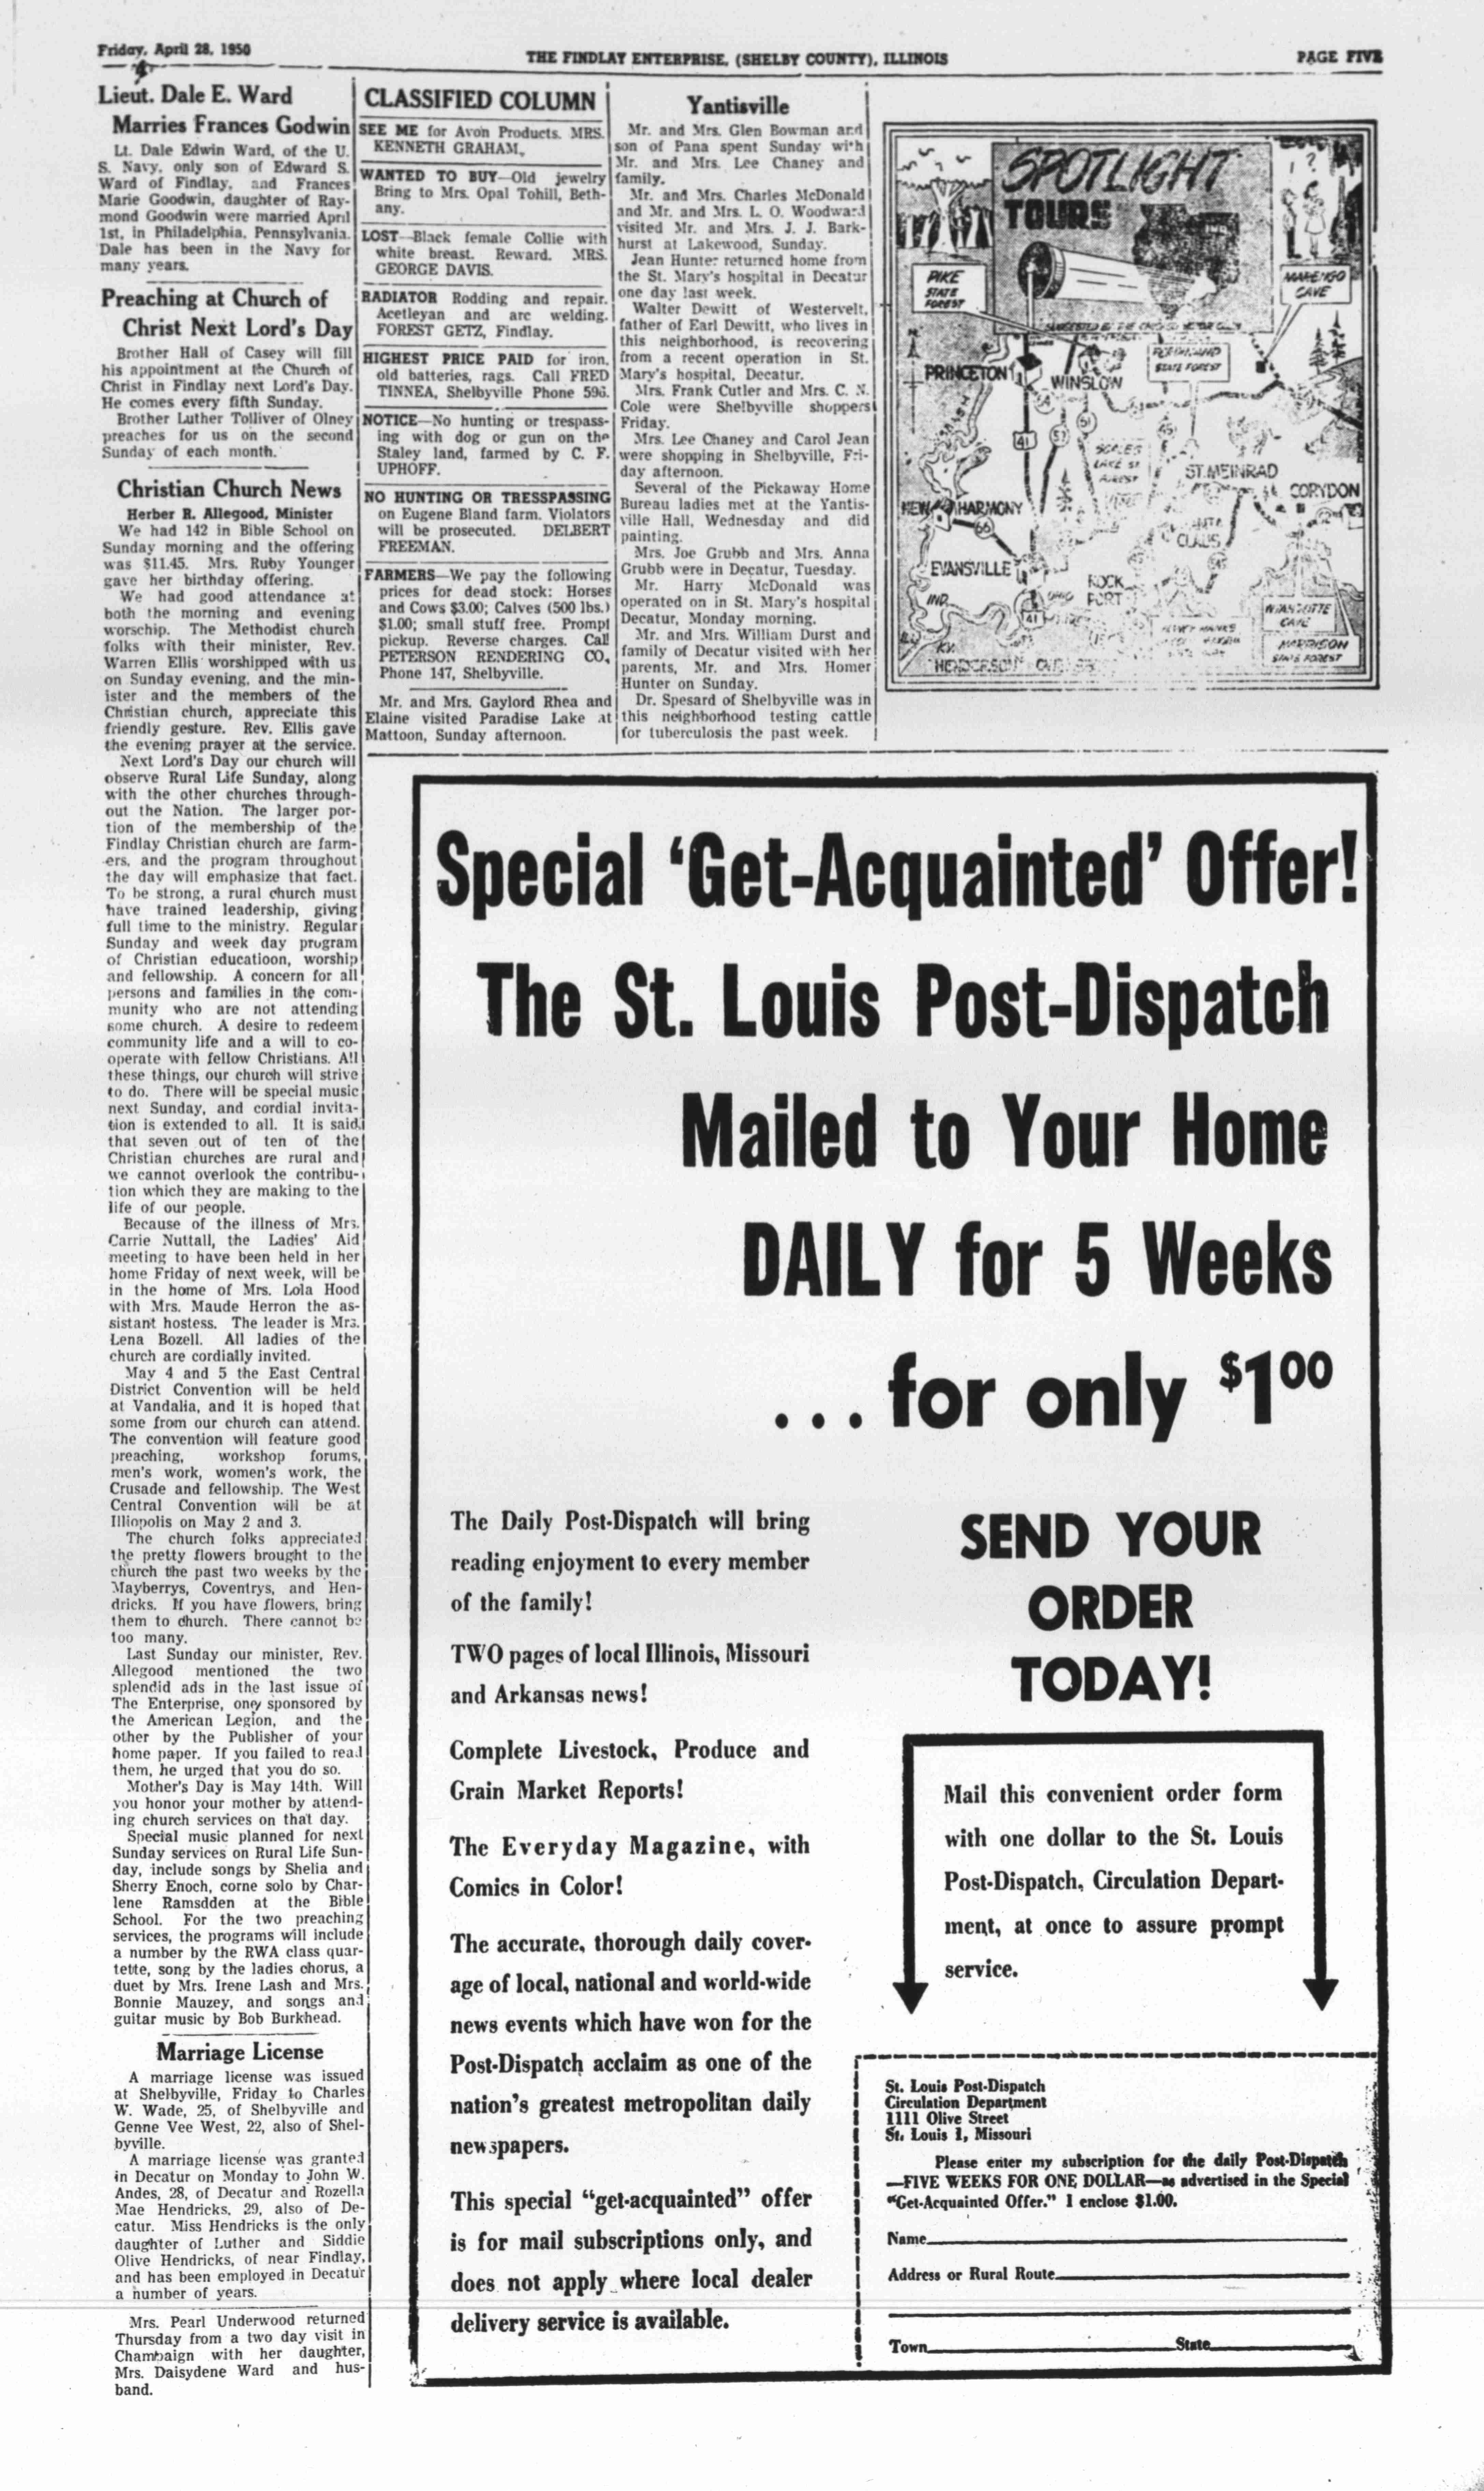 Friday, April 28, 1950
THE FINDLAY ENTERPRISE, (SHELBY COUNTY), ILLINOIS
PAGE FIVE
Lieut. Dale E. Ward
Marries Frances Godwin
Lt. Dale Edwin Ward, of the U.
S. Navy, only son of Edward S.
Ward of Findlay, and Frances
Marie Goodwin, daughter of Ray-
mond Goodwin were married April
1st, in Philadelphia, Pennsylvania.
Dale has been in the Navy for
many years.
Preaching at Church of
Christ Next Lord's Day
Brother Hall of Casey will fill
his appointment at the Church of
Christ in Findlay next Lord's Day.
He comes every fifth Sunday.
Brother Luther Tolliver of Olney
preaches for us on the second
Sunday of each month.
Christian Church News
Herber R. Allegood, Minister
We had 142 in Bible School on
Sunday morning and the offering
was $11.45. Mrs. Ruby Younger
gave her birthday offering.
We had good attendance at
both the morning and evening
worschip. The Methodist church
folks with their minister, Rev.
Warren Ellis worshipped with us
on Sunday evening, and the min-
ister and the members of the
Christian church, appreciate this
friendly gesture. Rev. Ellis gave
the evening prayer at the service.
Next Lord's Day our church will
observe Rural Life Sunday, along
with the other churches through-
out the Nation. The larger por-
tion of the membership of the
Findlay Christian church are farm-
ers, and the program throughout
the day will emphasize that fact.
To be strong, a rural church must
have trained leadership, giving
full time to the ministry. Regular
Sunday and week day program
of Christian educatioon, worship
and fellowship. A concern for all
persons and families in the com-
munity who are not attending
some church. A desire to redeem
community life and a will to co-
operate with fellow Christians. All
these things, our church will strive
to do. There will be special music
next Sunday, and cordial invita-
tion is extended to all. It is said
that seven out of ten of the
Christian churches are rural and
we cannot overlook the contribu-
tion which they are making to the
life of our people.
Because of the illness of Mrs.
Carrie Nuttall, the Ladies' Aid
meeting to have been held in her
home Friday of next week, will be
in the home of Mrs. Lola Hood
with Mrs. Maude Herron the as-
sistant hostess. The leader is Mrs.
Lena Bozell. All ladies of the
church are cordially invited.
May 4 and 5 the East Central
District Convention will be held
at Vandalia, and it is hoped that
some from our church can attend.
The convention will feature good
preaching, workshop forums,
men's work, women's work, the
Crusade and fellowship. The West
Central Convention will be at
Illiopolis on May 2 and 3.
The church folks appreciated
the pretty flowers brought to the
church the past two weeks by the
Mayberrys, Coventrys, and Hen-
dricks. If you have flowers, bring
them to church. There cannot be
too many.
Last Sunday our minister, Rev.
Allegood mentioned the two
splendid ads in the last issue of
The Enterprise, one sponsored by
the American Legion, and the
other by the Publisher of your
home paper. If you failed to read
them, he urged that you do so.
Mother's Day is May 14th. Will
you honor your mother by attend-
ing church services on that day.
Special music planned for next
Sunday services on Rural Life Sun-
day, include songs by Shelia and
Sherry Enoch, corne solo by Char-
lene Ramsdden at the Bible
School. For the two preaching
services, the programs will include
a number by the RWA class quar-
tette, song by the ladies chorus, a
duet by Mrs. Irene Lash and Mrs.
Bonnie Mauzey, and songs and
guitar music by Bob Burkhead.
Marriage License
A marriage license was issued
at Shelbyville, Friday to Charles
W. Wade, 25, of Shelbyville and
Genne Vee West, 22, also of Shel-
byville.
A marriage license was granted
in Decatur on Monday to John W.
Andes, 28, of Decatur and Rozella
Mae Hendricks, 29, also of De-
catur. Miss Hendricks is the only
daughter of Luther and Siddie
Olive Hendricks, of near Findlay,
and has been employed in Decatur
a number of years.
Mrs. Pearl Underwood returned
Thursday from a two day visit in
Chambaign with her daughter,
Mrs. Daisydene Ward and hus-
band.
CLASSIFIED COLUMN
SEE ME for Avon Products. MRS.
KENNETH GRAHAM,
WANTED TO BUY—Old jewelry
Bring to Mrs. Opal Tohill, Beth-
any.
LOST—Black female Collie with
white breast. Reward. MRS.
GEORGE DAVIS.
RADIATOR Rodding and repair.
Acetleyan and arc welding.
FOREST GETZ, Findlay.
HIGHEST PRICE PAID for iron,
old batteries, rags. Call FRED
TINNEA, Shelbyville Phone 596.
NOTICE—No hunting or trespass-
ing with dog or gun on the
Staley land, farmed by C. F.
UPHOFF.
NO HUNTING OR TRESSPASSING
on Eugene Bland farm. Violators
will be prosecuted. DELBERT
FREEMAN.
FARMERS—We pay the following
prices for dead stock: Horses
and Cows $3.00; Calves (500 lbs.)
$1.00; small stuff free. Prompt
pickup. Reverse charges. Call
PETERSON RENDERING CO,
Phone 147, Shelbyville.
Mr. and Mrs. Gaylord Rhea and
Elaine visited Paradise Lake at
Mattoon, Sunday afternoon.
Yantisville
Mr. and Mrs. Glen Bowman and
son of Pana spent Sunday with
Mr. and Mrs. Lee Chaney and
family.
Mr. and Mrs. Charles McDonald
and Mr. and Mrs. L. O. Woodward
visited Mr. and Mrs. J. J. Bark-
hurst at Lakewood, Sunday.
Jean Hunter returned home from
the St. Mary's hospital in Decatur
one day last week.
Walter Dewitt of Westervelt,
father of Earl Dewitt, who lives in
this neighborhood, is recovering
from a recent operation in St.
Mary's hospital, Decatur.
Mrs. Frank Cutler and Mrs. C. N.
Cole were Shelbyville shoppers
Friday.
Mrs. Lee Chaney and Carol Jean
were shopping in Shelbyville, Fri-
day afternoon.
Several of the Pickaway Home
Bureau ladies met at the Yantis-
ville Hall, Wednesday and did
painting.
Mrs. Joe Grubb and Mrs. Anna
Grubb were in Decatur, Tuesday.
Mr. Harry McDonald was
operated on in St. Mary's hospital
Decatur, Monday morning.
Mr. and Mrs. William Durst and
family of Decatur visited with her
parents, Mr. and Mrs. Homer
Hunter on Sunday.
Dr. Spesard of Shelbyville was in
this neighborhood testing cattle
for tuberculosis the past week.
SPOTLIGHT
TOURS
IND.
PIKE
STATE
FOREST
MARENGO
CAVE
SUGGESTED BY THE CHICAGO MOTOR CLUB
FERDINAND
STATE FOREST
PRINCETON
WINSLOW
41
57
61
45
ST. MEINRAD
CORYDON
NEW HARMONY
66
SANTA
CLAUS
EVANSVILLE
ROCK
PORT
IND.
41
KY.
WYANDOTTE
CAVE
HARRISON
STATE FOREST
HENDERSON
Special 'Get-Acquainted' Offer!
The St. Louis Post-Dispatch
Mailed to Your Home
DAILY for 5 Weeks
... for only $1.00
The Daily Post-Dispatch will bring
reading enjoyment to every member
of the family!
TWO pages of local Illinois, Missouri
and Arkansas news!
Complete Livestock, Produce and
Grain Market Reports!
The Everyday Magazine, with
Comics in Color!
The accurate, thorough daily cover-
age of local, national and world-wide
news events which have won for the
Post-Dispatch acclaim as one of the
nation's greatest metropolitan daily
newspapers.
This special "get-acquainted" offer
is for mail subscriptions only, and
does not apply where local dealer
delivery service is available.
SEND YOUR
ORDER
TODAY!
Mail this convenient order form
with one dollar to the St. Louis
Post-Dispatch, Circulation Depart-
ment, at once to assure prompt
service.
St. Louis Post-Dispatch
Circulation Department
1111 Olive Street
St. Louis 1, Missouri
Please enter my subscription for the daily Post-Dispatch
—FIVE WEEKS FOR ONE DOLLAR—as advertised in the Special
"Get-Acquainted Offer." I enclose $1.00.
Name
Address or Rural Route
Town State